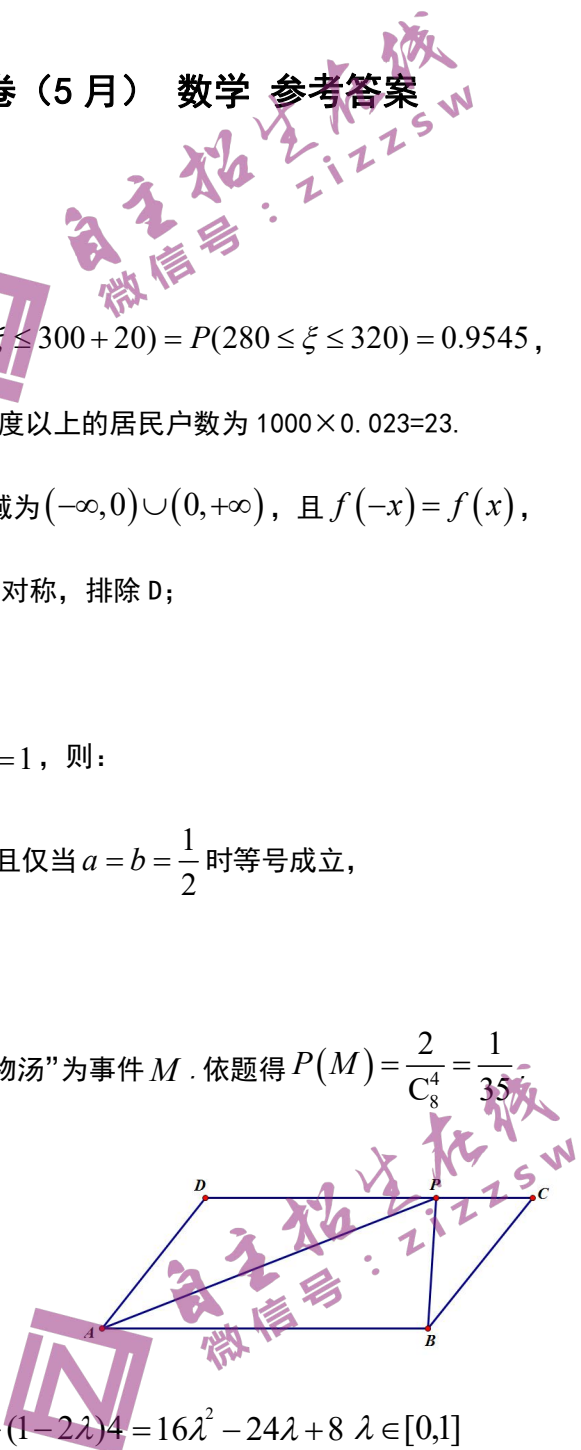 卷（5月） 数学 参考答案
自主招生在线
微信号：zizzsw
≤300+20)=P(280≤ξ≤320)=0.9545，
度以上的居民户数为 1000×0.023=23.
域为(−∞,0)∪(0,+∞)，且 f(−x)=f(x)，
对称，排除 D；
=1，则：
且仅当 a=b=1/2 时等号成立，
物汤”为事件 M . 依题得 P(M)=2/C₈⁴=1/35.
D P C
A B
自主招生在线
微信号：zizzsw
(1−2λ)4=16λ²−24λ+8 λ∈[0,1]